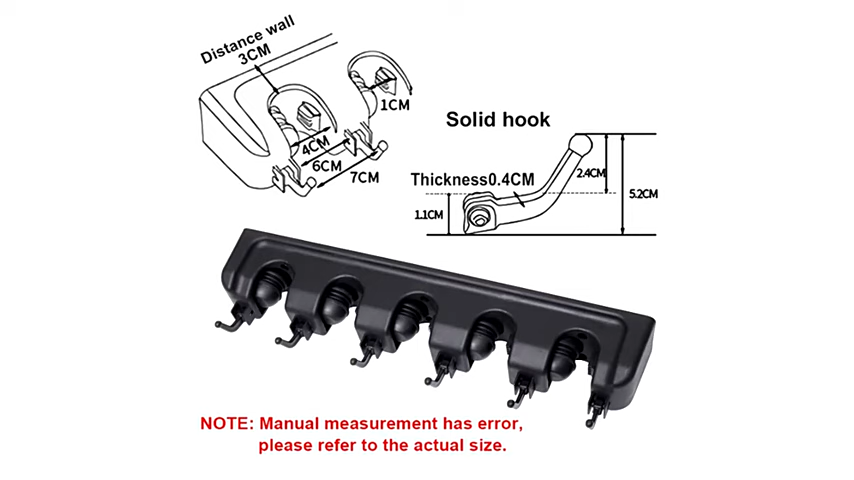 Distance wall
3CM
1CM
4CM
6CM
7CM
Solid hook
Thickness0.4CM
2.4CM
5.2CM
1.1CM
NOTE: Manual measurement has error,
please refer to the actual size.